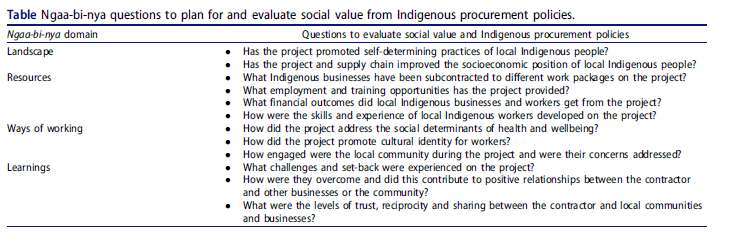 Table Ngaa-bi-nya questions to plan for and evaluate social value from Indigenous procurement policies.
Ngaa-bi-nya domain Questions to evaluate social value and Indigenous procurement policies
Landscape • Has the project promoted self-determining practices of local Indigenous people?
• Has the project and supply chain improved the socioeconomic position of local Indigenous people?
Resources • What Indigenous businesses have been subcontracted to different work packages on the project?
• What employment and training opportunities has the project provided?
• What financial outcomes did local Indigenous businesses and workers get from the project?
• How were the skills and experience of local Indigenous workers developed on the project?
Ways of working • How did the project address the social determinants of health and wellbeing?
• How did the project promote cultural identity for workers?
• How engaged were the local community during the project and were their concerns addressed?
Learnings • What challenges and set-back were experienced on the project?
• How were they overcome and did this contribute to positive relationships between the contractor
and other businesses or the community?
• What were the levels of trust, reciprocity and sharing between the contractor and local communities
and businesses?